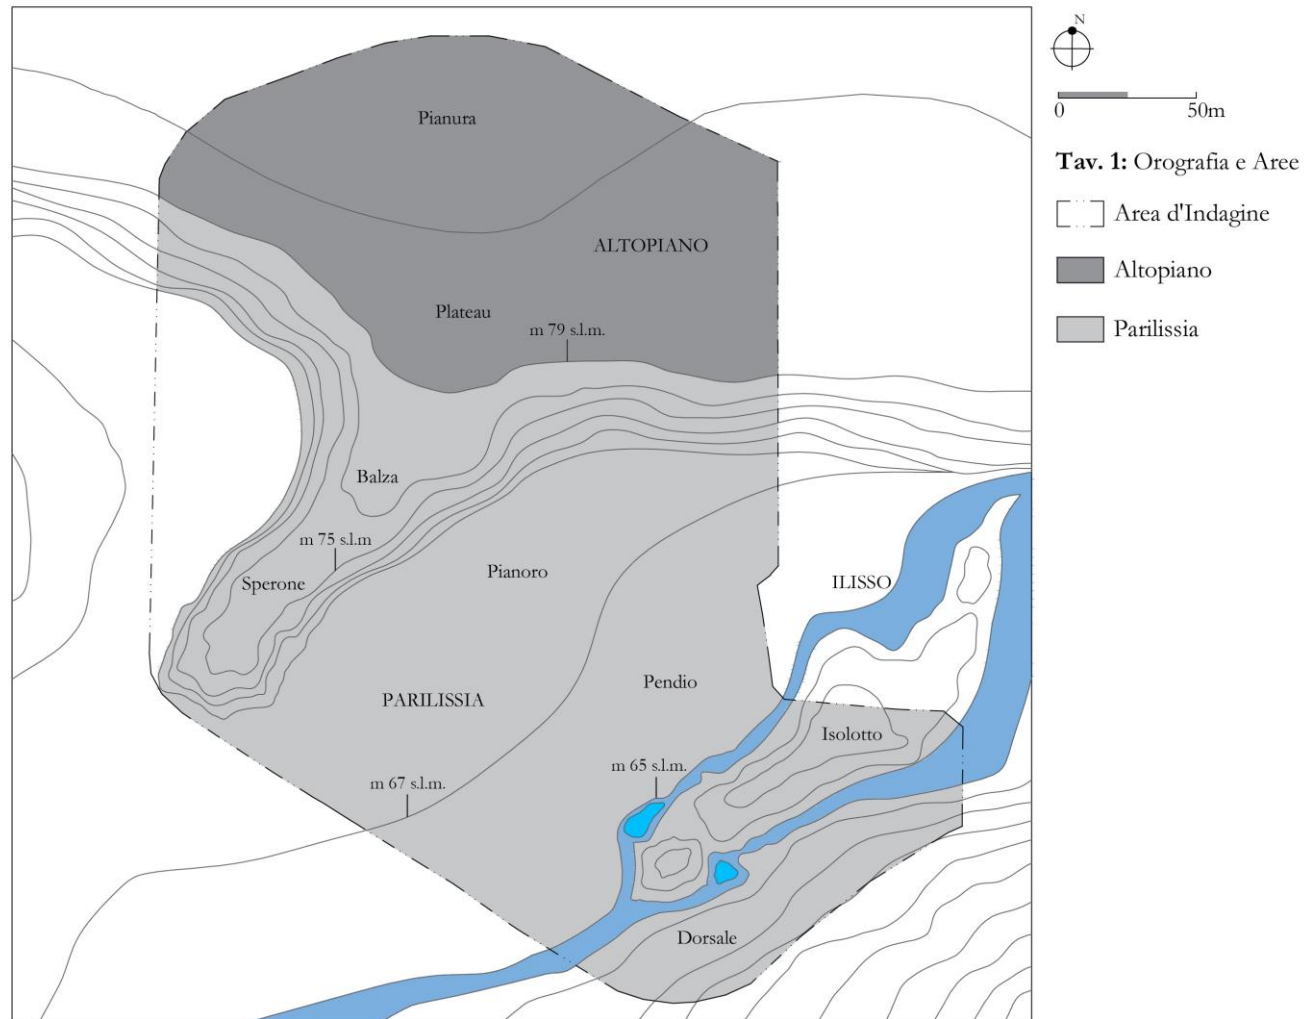 Pianura
ALTOPIANO
Plateau
m 79 s.l.m.
Balza
m 75 s.l.m
Sperone
Pianoro
ILISSO
PARILISSIA
Pendio
Isolotto
m 65 s.l.m.
m 67 s.l.m.
Dorsale
N
0 50m
Tav. 1: Orografia e Aree
Area d'Indagine
Altopiano
Parilissia